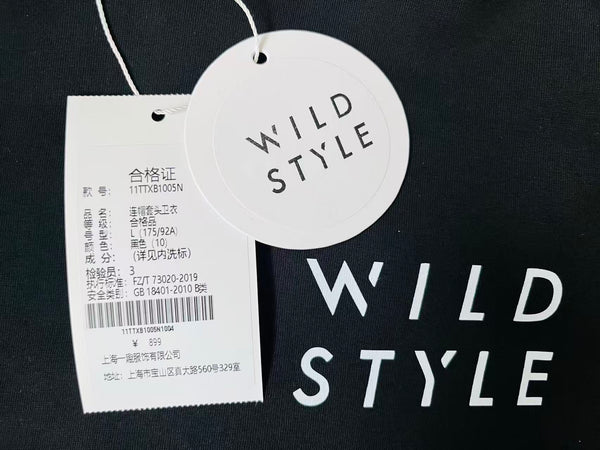 WILD
STYLE
合格证
款 号： 11TTXB1005N
品 名： 连帽套头卫衣
等 级： 合格品
号 型： L (175/92A)
颜 色： 黑色 (10)
成 分： (详见内洗标)
检验员： 3
执行标准： FZ/T 73020-2019
安全类别： GB 18401-2010 B类
11TTXB1005N1004
¥ 899
上海一跑服饰有限公司
地址：上海市宝山区真大路560号329室
WILD
STYLE